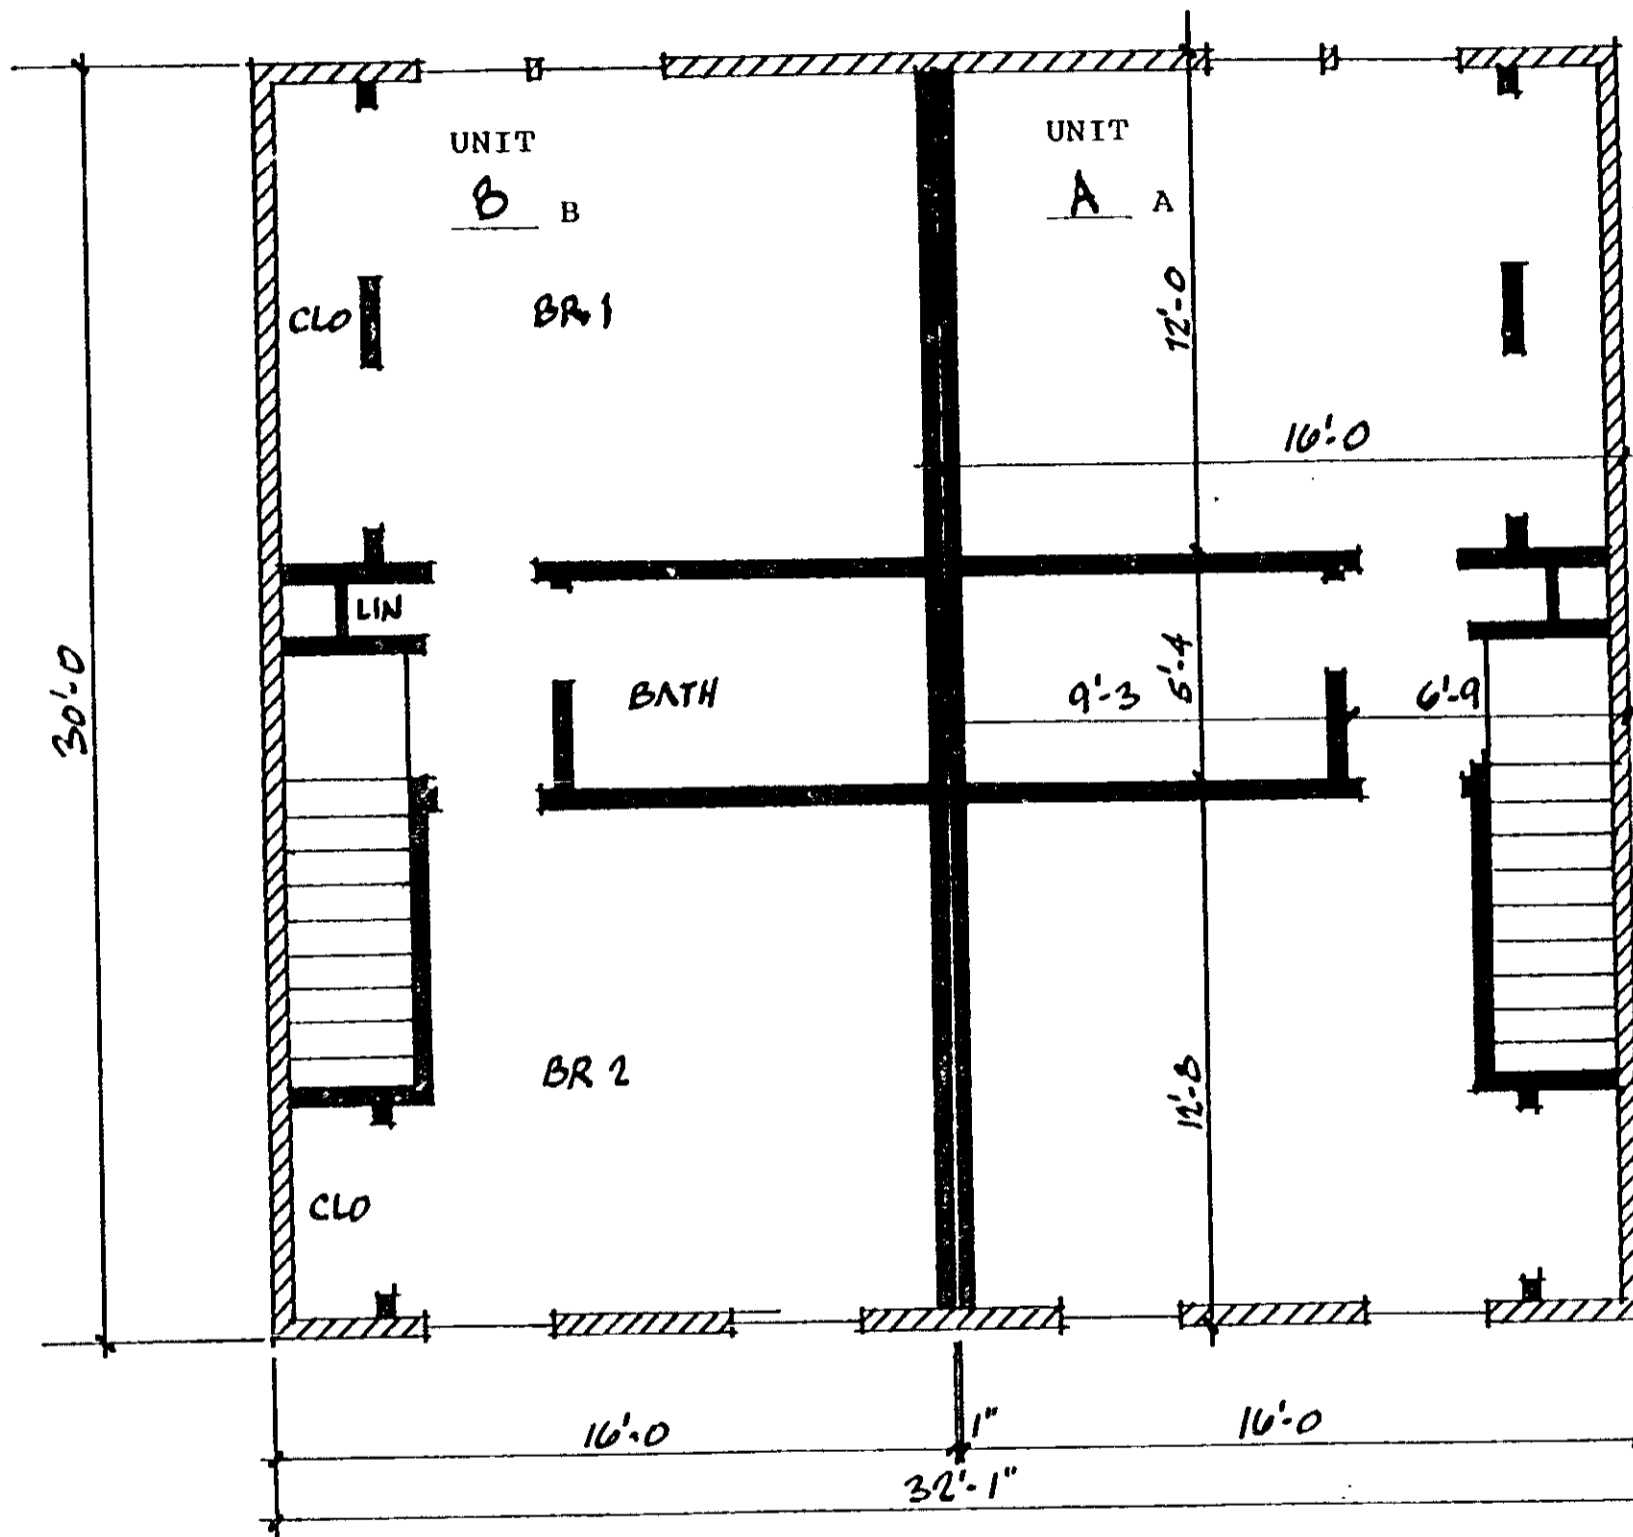 UNIT
B B
UNIT
A A
CLO
BR. 1
12'-0
16'-0
LIN
30'-0
BATH
9'-3
5'-4
6'-9
BR 2
12'-8
CLO
16'-0
1"
16'-0
32'-1"